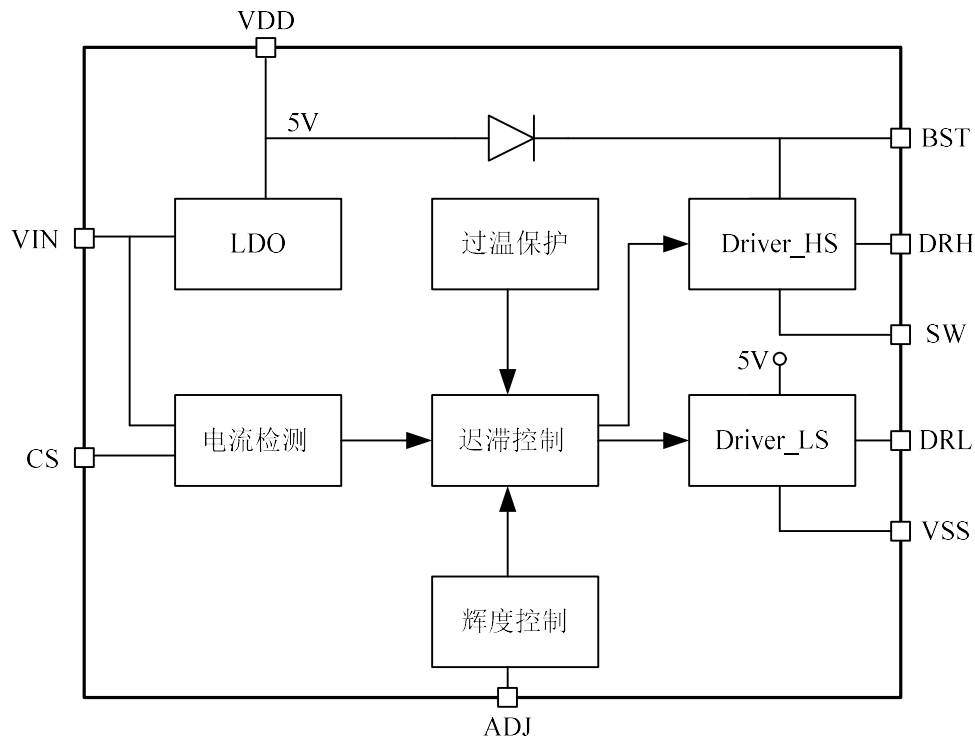 VDD
5V
BST
VIN
LDO
过温保护
Driver_HS
DRH
SW
5V
CS
电流检测
迟滞控制
Driver_LS
DRL
VSS
辉度控制
ADJ